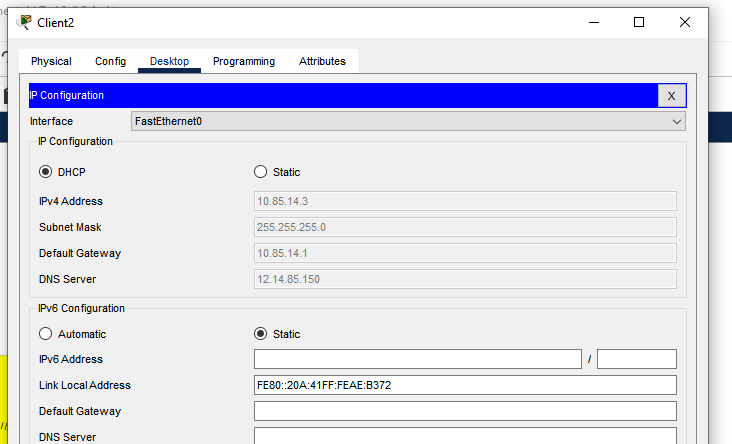 Client2
Physical Config Desktop Programming Attributes
IP Configuration X
Interface FastEthernet0
IP Configuration
DHCP Static
IPv4 Address 10.85.14.3
Subnet Mask 255.255.255.0
Default Gateway 10.85.14.1
DNS Server 12.14.85.150
IPv6 Configuration
Automatic Static
IPv6 Address /
Link Local Address FE80::20A:41FF:FEAE:B372
Default Gateway
DNS Server
//